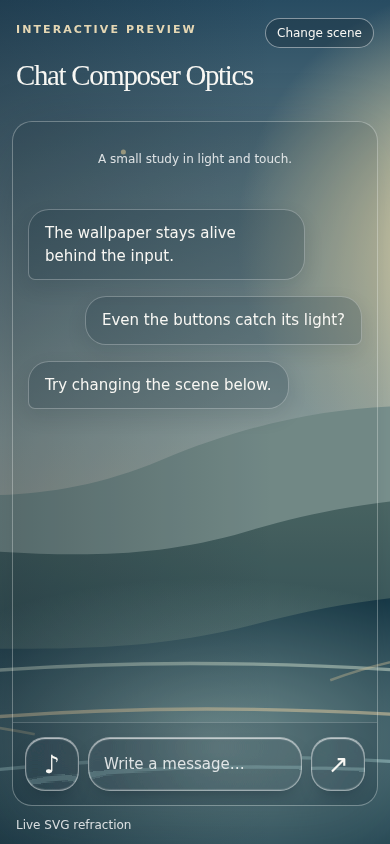 INTERACTIVE PREVIEW
Change scene
Chat Composer Optics
A small study in light and touch.
The wallpaper stays alive
behind the input.
Even the buttons catch its light?
Try changing the scene below.
♪
Write a message…
↗
Live SVG refraction